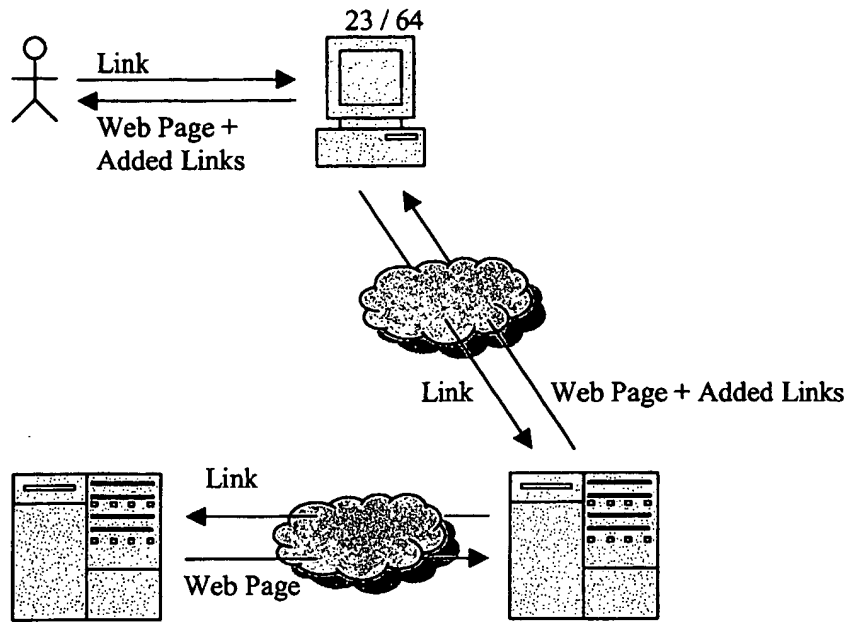 23 / 64
Link
Web Page +
Added Links
Link
Web Page + Added Links
Link
Web Page